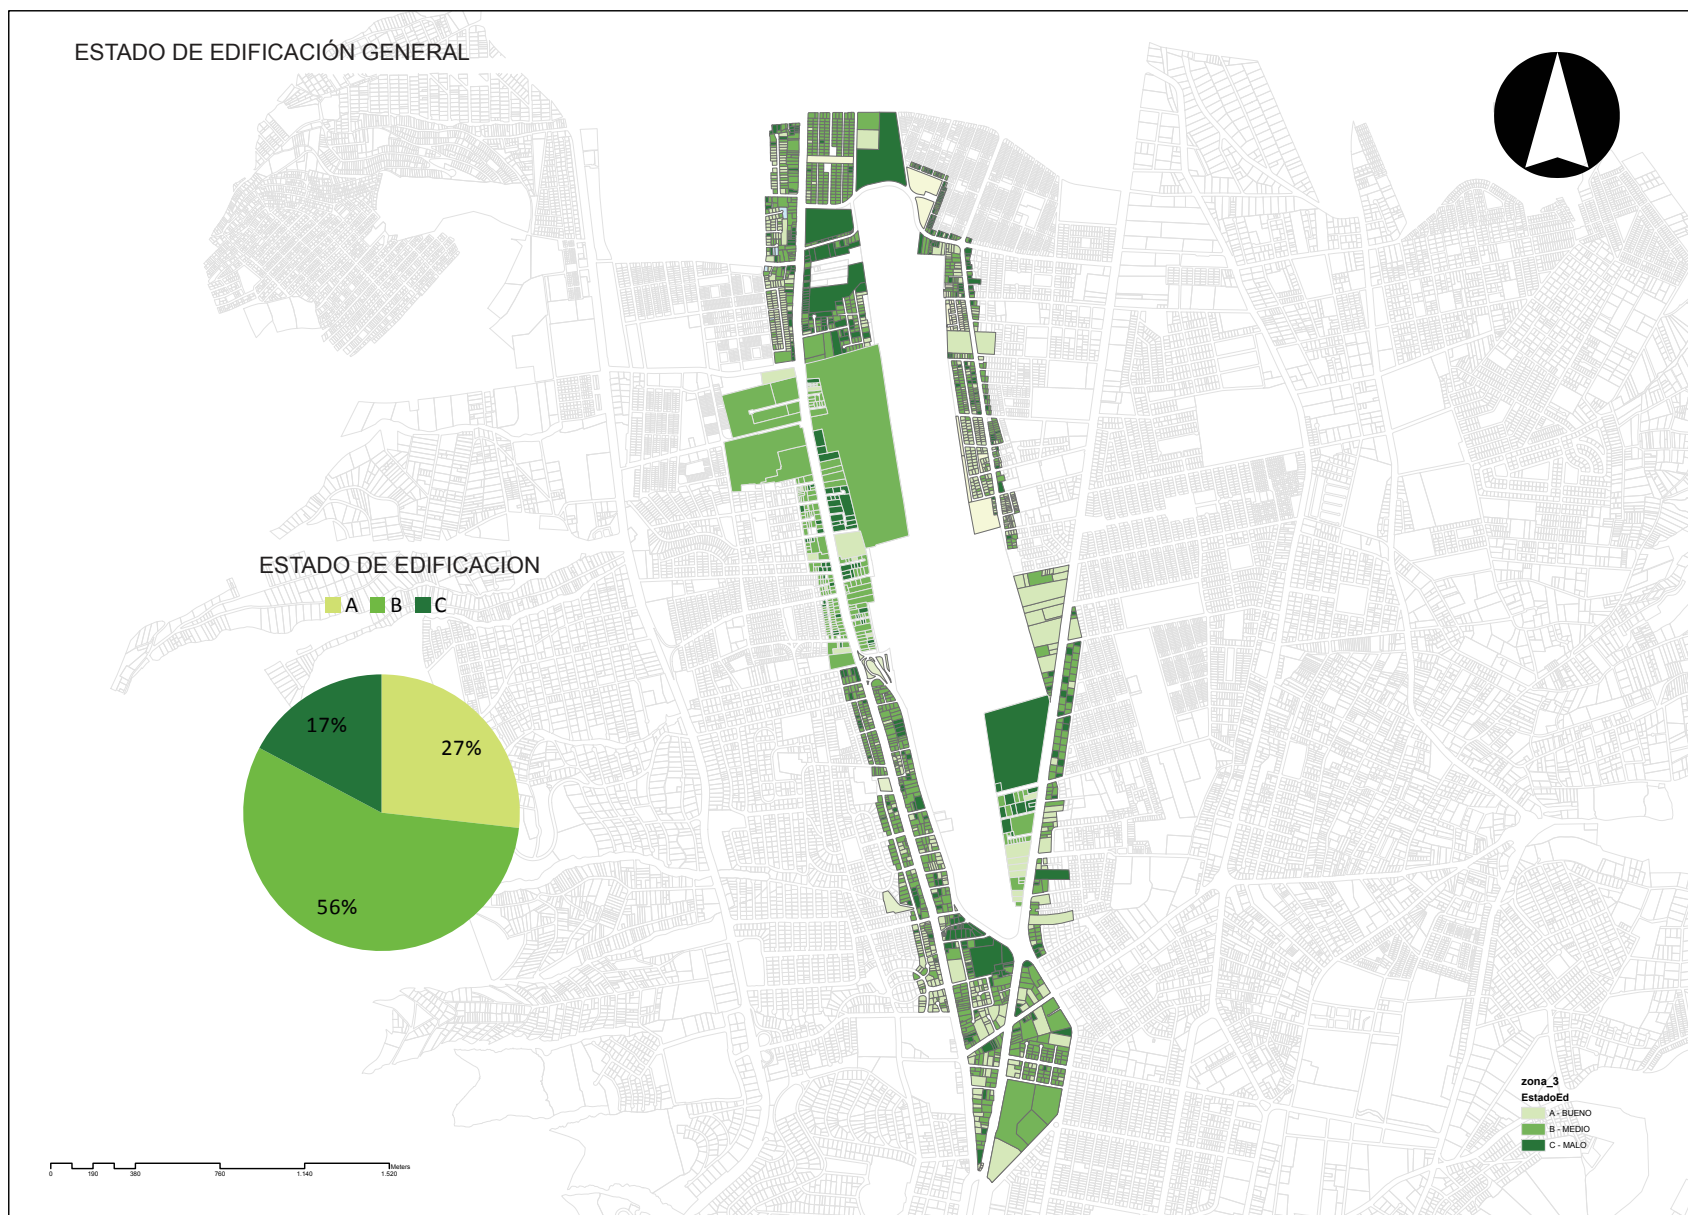 ESTADO DE EDIFICACIÓN GENERAL
ESTADO DE EDIFICACION
A B C
17%
27%
56%
zona_3
EstadoEd
A - BUENO
B - MEDIO
C - MALO
Meters
0 190 380 760 1.140 1.520